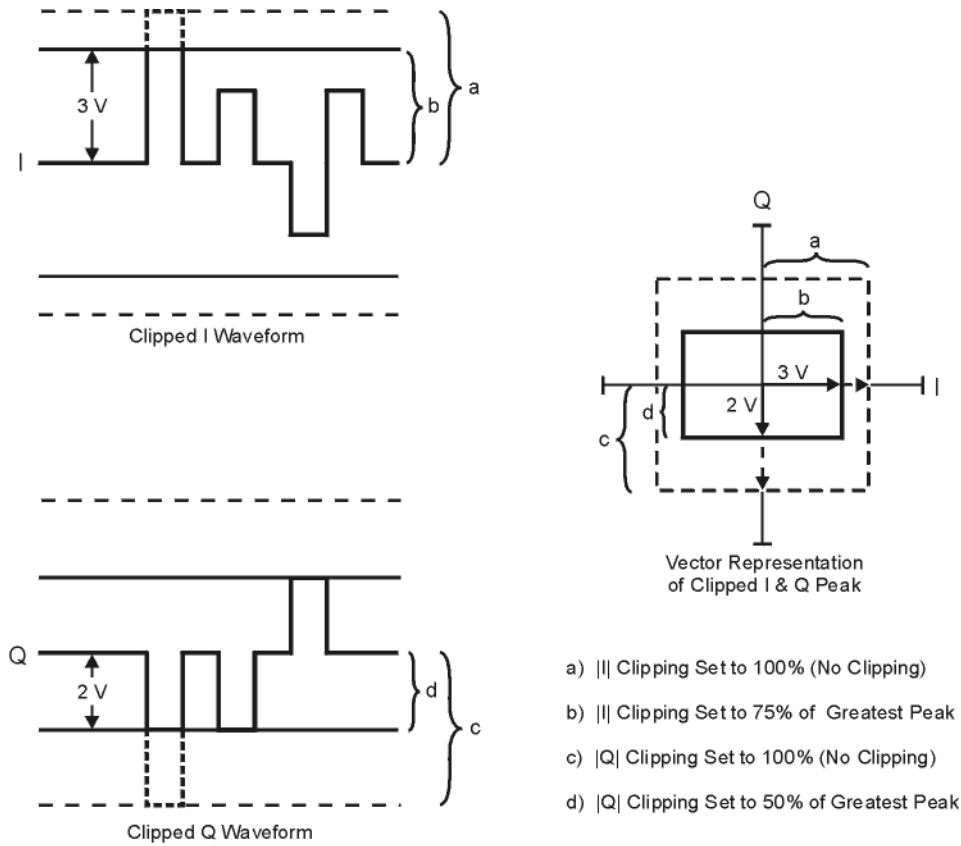 3 V
b
a
I
Clipped I Waveform
Q
a
b
3 V
I
2 V
d
c
Vector Representation
of Clipped I & Q Peak
Q
2 V
d
c
Clipped Q Waveform
a) |I| Clipping Set to 100% (No Clipping)
b) |I| Clipping Set to 75% of Greatest Peak
c) |Q| Clipping Set to 100% (No Clipping)
d) |Q| Clipping Set to 50% of Greatest Peak